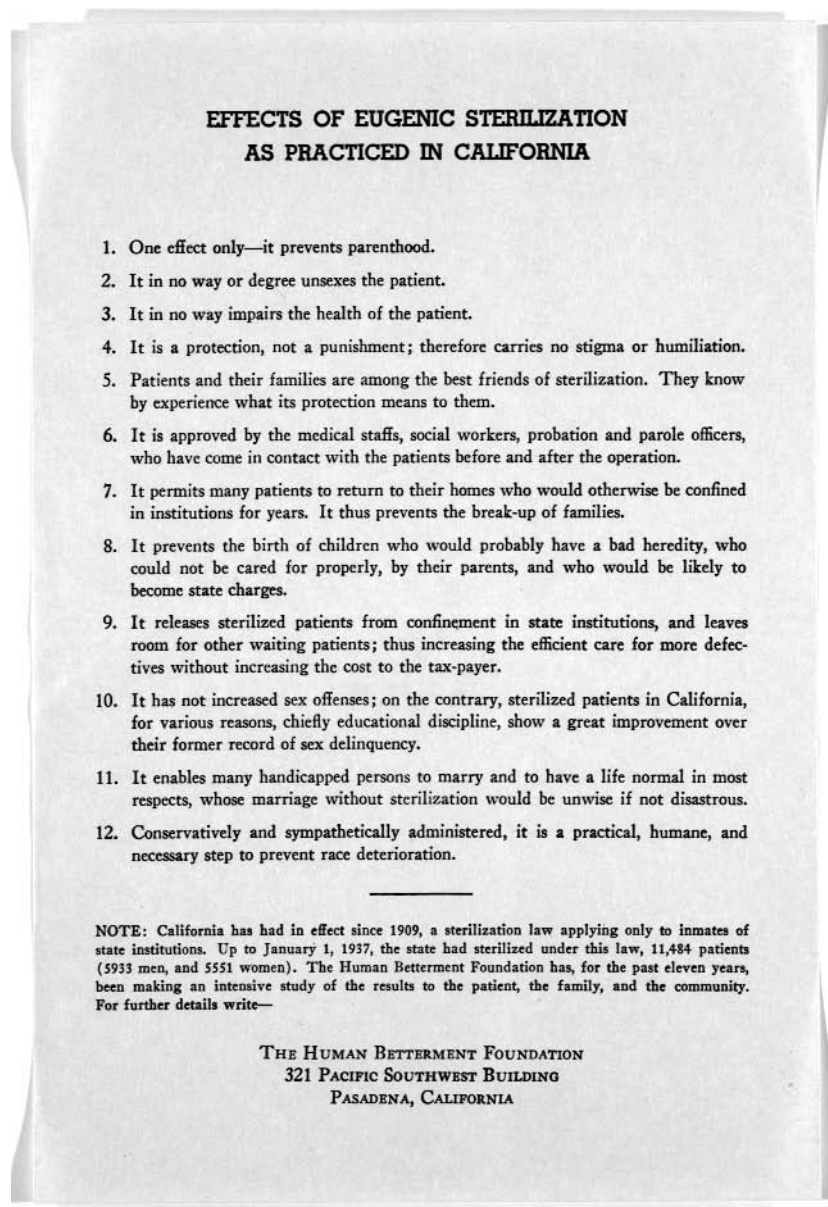 EFFECTS OF EUGENIC STERILIZATION
AS PRACTICED IN CALIFORNIA
1. One effect only—it prevents parenthood.
2. It in no way or degree unsexes the patient.
3. It in no way impairs the health of the patient.
4. It is a protection, not a punishment; therefore carries no stigma or humiliation.
5. Patients and their families are among the best friends of sterilization. They know
by experience what its protection means to them.
6. It is approved by the medical staffs, social workers, probation and parole officers,
who have come in contact with the patients before and after the operation.
7. It permits many patients to return to their homes who would otherwise be confined
in institutions for years. It thus prevents the break-up of families.
8. It prevents the birth of children who would probably have a bad heredity, who
could not be cared for properly, by their parents, and who would be likely to
become state charges.
9. It releases sterilized patients from confinement in state institutions, and leaves
room for other waiting patients; thus increasing the efficient care for more defec-
tives without increasing the cost to the tax-payer.
10. It has not increased sex offenses; on the contrary, sterilized patients in California,
for various reasons, chiefly educational discipline, show a great improvement over
their former record of sex delinquency.
11. It enables many handicapped persons to marry and to have a life normal in most
respects, whose marriage without sterilization would be unwise if not disastrous.
12. Conservatively and sympathetically administered, it is a practical, humane, and
necessary step to prevent race deterioration.
NOTE: California has had in effect since 1909, a sterilization law applying only to inmates of
state institutions. Up to January 1, 1937, the state had sterilized under this law, 11,484 patients
(5933 men, and 5551 women). The Human Betterment Foundation has, for the past eleven years,
been making an intensive study of the results to the patient, the family, and the community.
For further details write—
THE HUMAN BETTERMENT FOUNDATION
321 PACIFIC SOUTHWEST BUILDING
PASADENA, CALIFORNIA